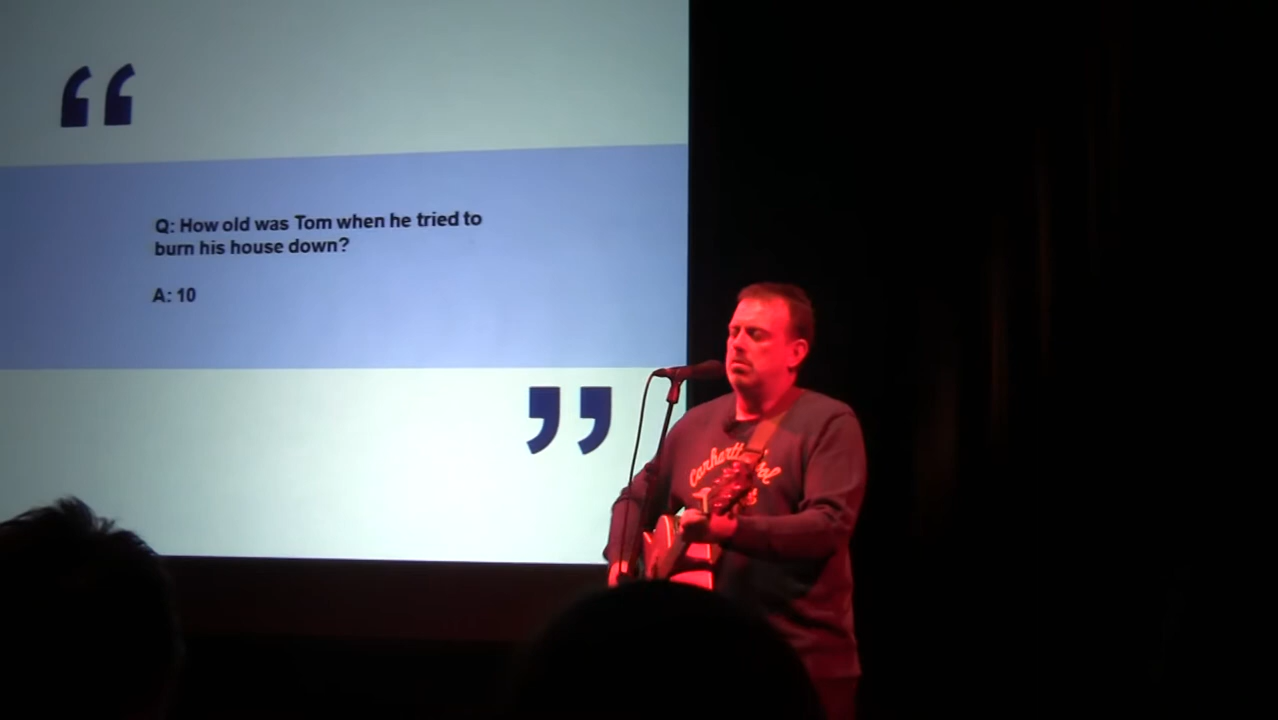 “
Q: How old was Tom when he tried to
burn his house down?
A: 10
”